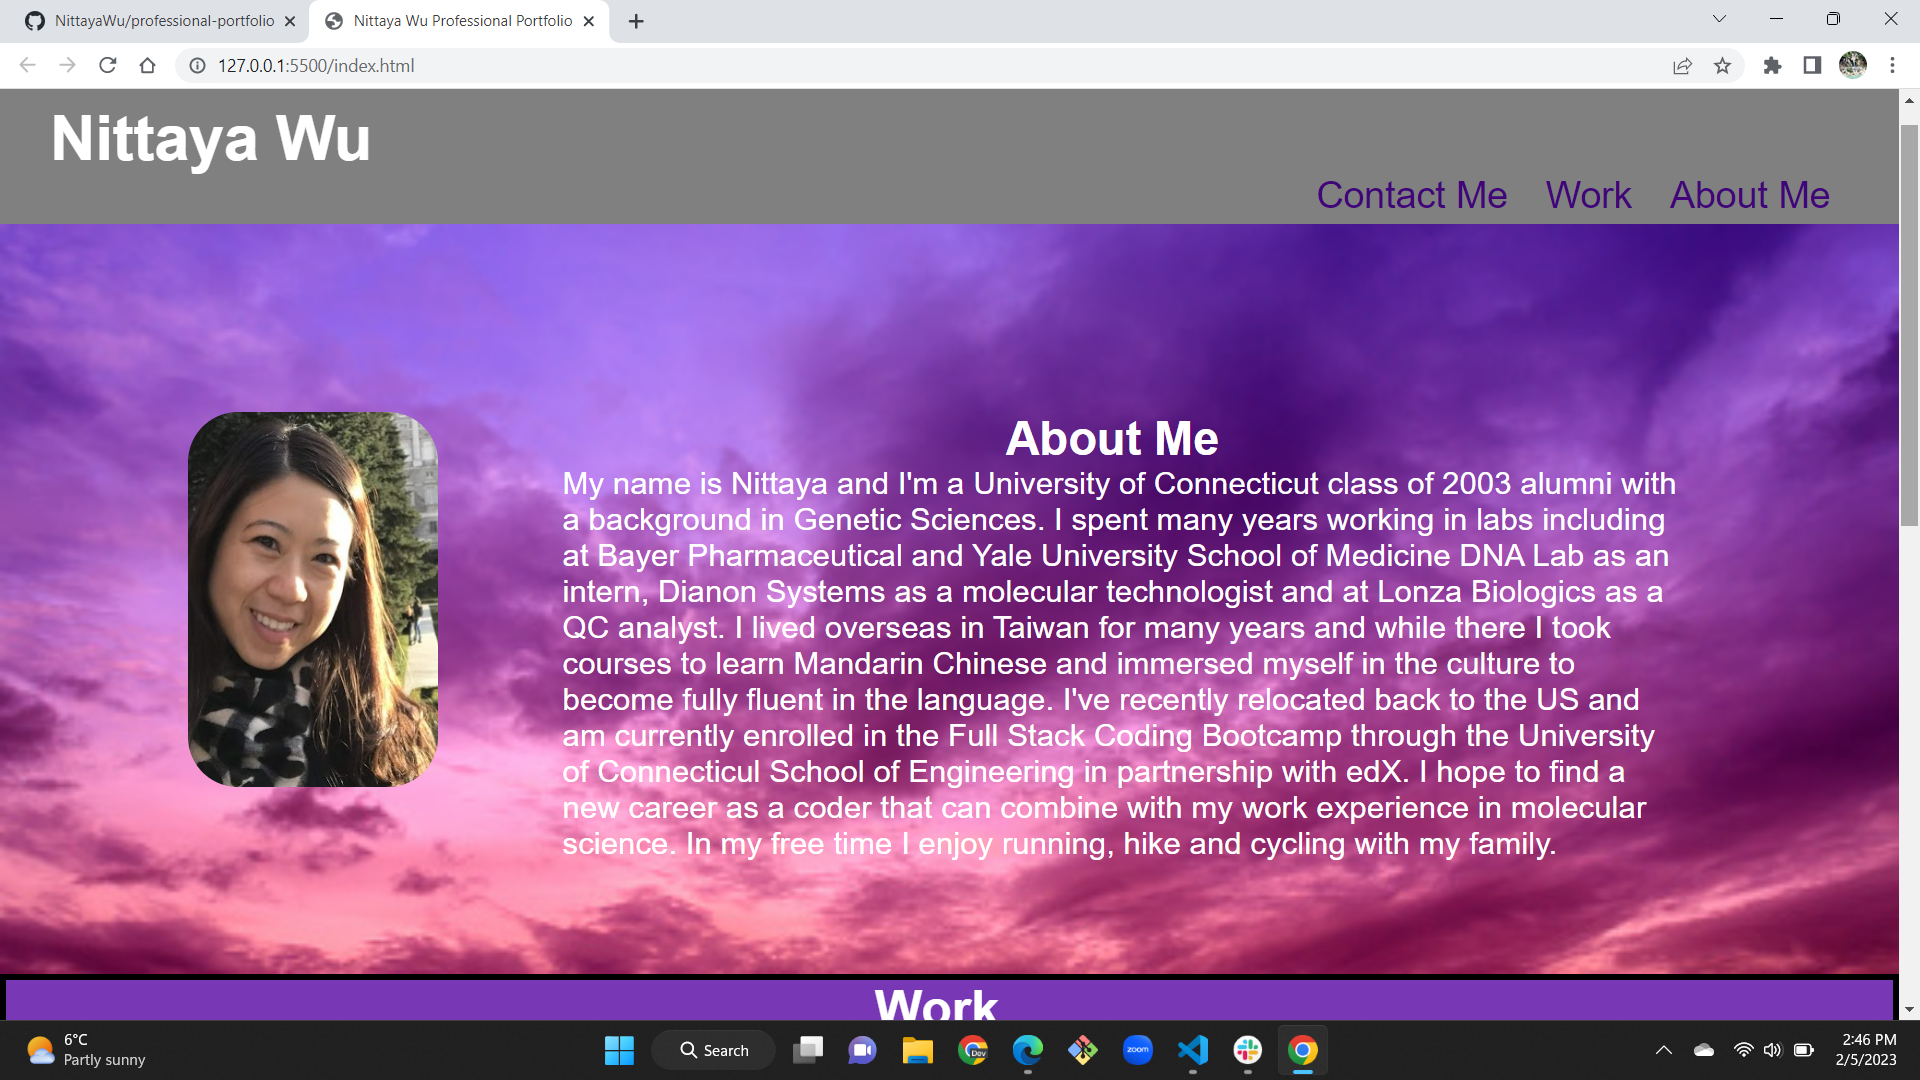 NittayaWu/professional-portfolio
Nittaya Wu Professional Portfolio
127.0.0.1:5500/index.html
Nittaya Wu
Contact Me Work About Me
About Me
My name is Nittaya and I'm a University of Connecticut class of 2003 alumni with
a background in Genetic Sciences. I spent many years working in labs including
at Bayer Pharmaceutical and Yale University School of Medicine DNA Lab as an
intern, Dianon Systems as a molecular technologist and at Lonza Biologics as a
QC analyst. I lived overseas in Taiwan for many years and while there I took
courses to learn Mandarin Chinese and immersed myself in the culture to
become fully fluent in the language. I've recently relocated back to the US and
am currently enrolled in the Full Stack Coding Bootcamp through the University
of Connecticul School of Engineering in partnership with edX. I hope to find a
new career as a coder that can combine with my work experience in molecular
science. In my free time I enjoy running, hike and cycling with my family.
Work
6°C
Partly sunny
Search
Dev
zoom
2:46 PM
2/5/2023